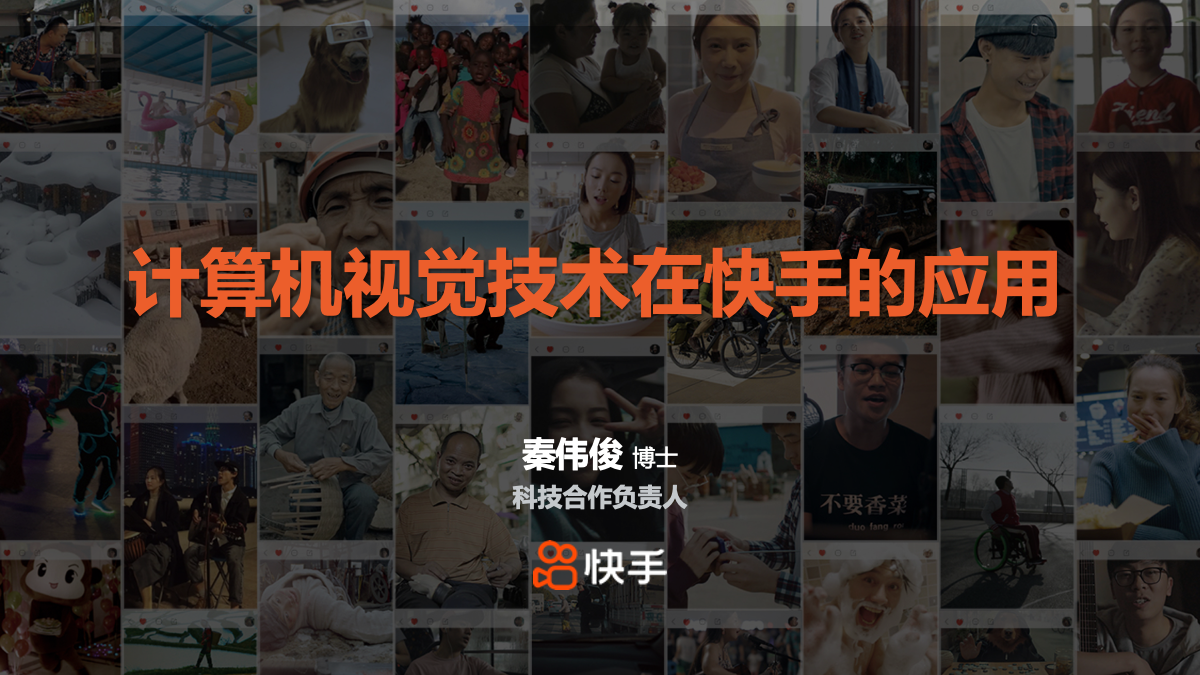 计算机视觉技术在快手的应用
不要香菜
秦伟俊 博士
科技合作负责人
快手